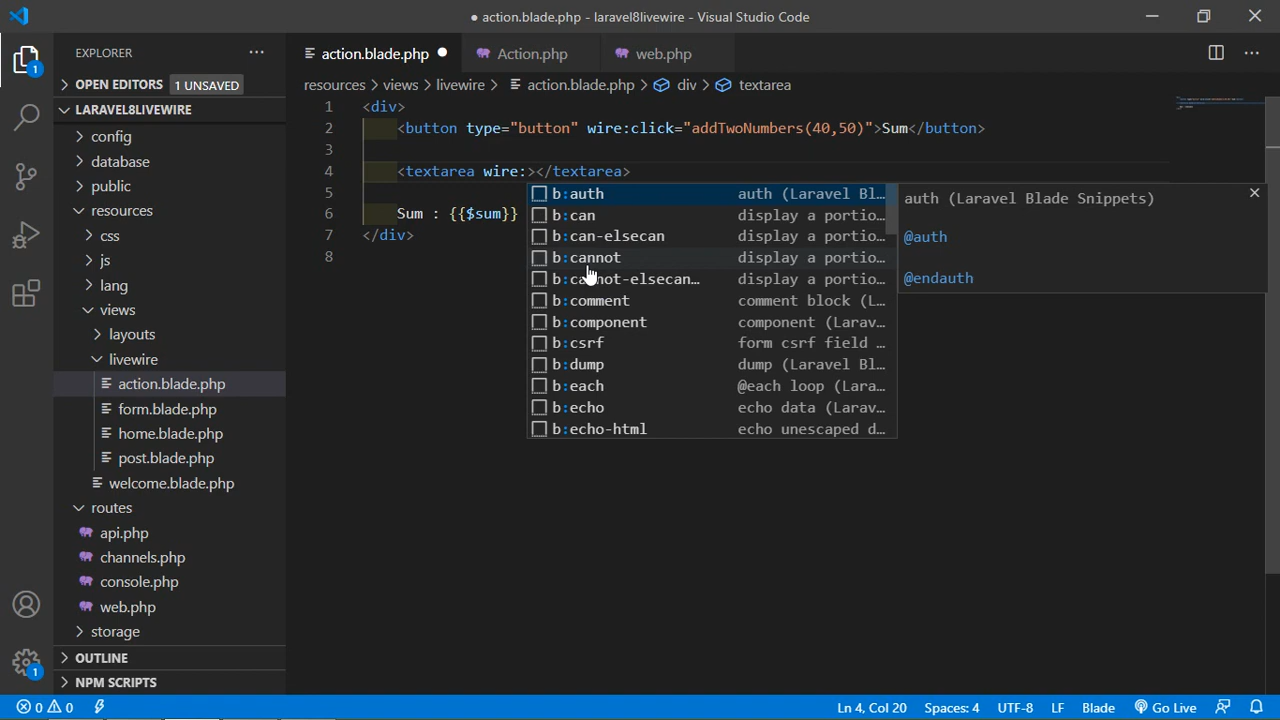 ● action.blade.php - laravel8livewire - Visual Studio Code
EXPLORER
OPEN EDITORS 1 UNSAVED
LARAVEL8LIVEWIRE
config
database
public
resources
css
js
lang
views
layouts
livewire
action.blade.php
form.blade.php
home.blade.php
post.blade.php
welcome.blade.php
routes
api.php
channels.php
console.php
web.php
storage
OUTLINE
NPM SCRIPTS
1
1
action.blade.php ● Action.php web.php
resources > views > livewire > action.blade.php > div > textarea
1 <div>
2 <button type="button" wire:click="addTwoNumbers(40,50)">Sum</button>
3
4 <textarea wire:></textarea>
5
6 Sum : {{$sum}}
7 </div>
8
b:auth auth (Laravel Bl…
b:can display a portio…
b:can-elsecan display a portio…
b:cannot display a portio…
b:cannot-elsecan… display a portio…
b:comment comment block (L…
b:component component (Larav…
b:csrf form csrf field …
b:dump dump (Laravel Bl…
b:each @each loop (Lara…
b:echo echo data (Larav…
b:echo-html echo unescaped d…
auth (Laravel Blade Snippets)
@auth
@endauth
0 0 Ln 4, Col 20 Spaces: 4 UTF-8 LF Blade Go Live